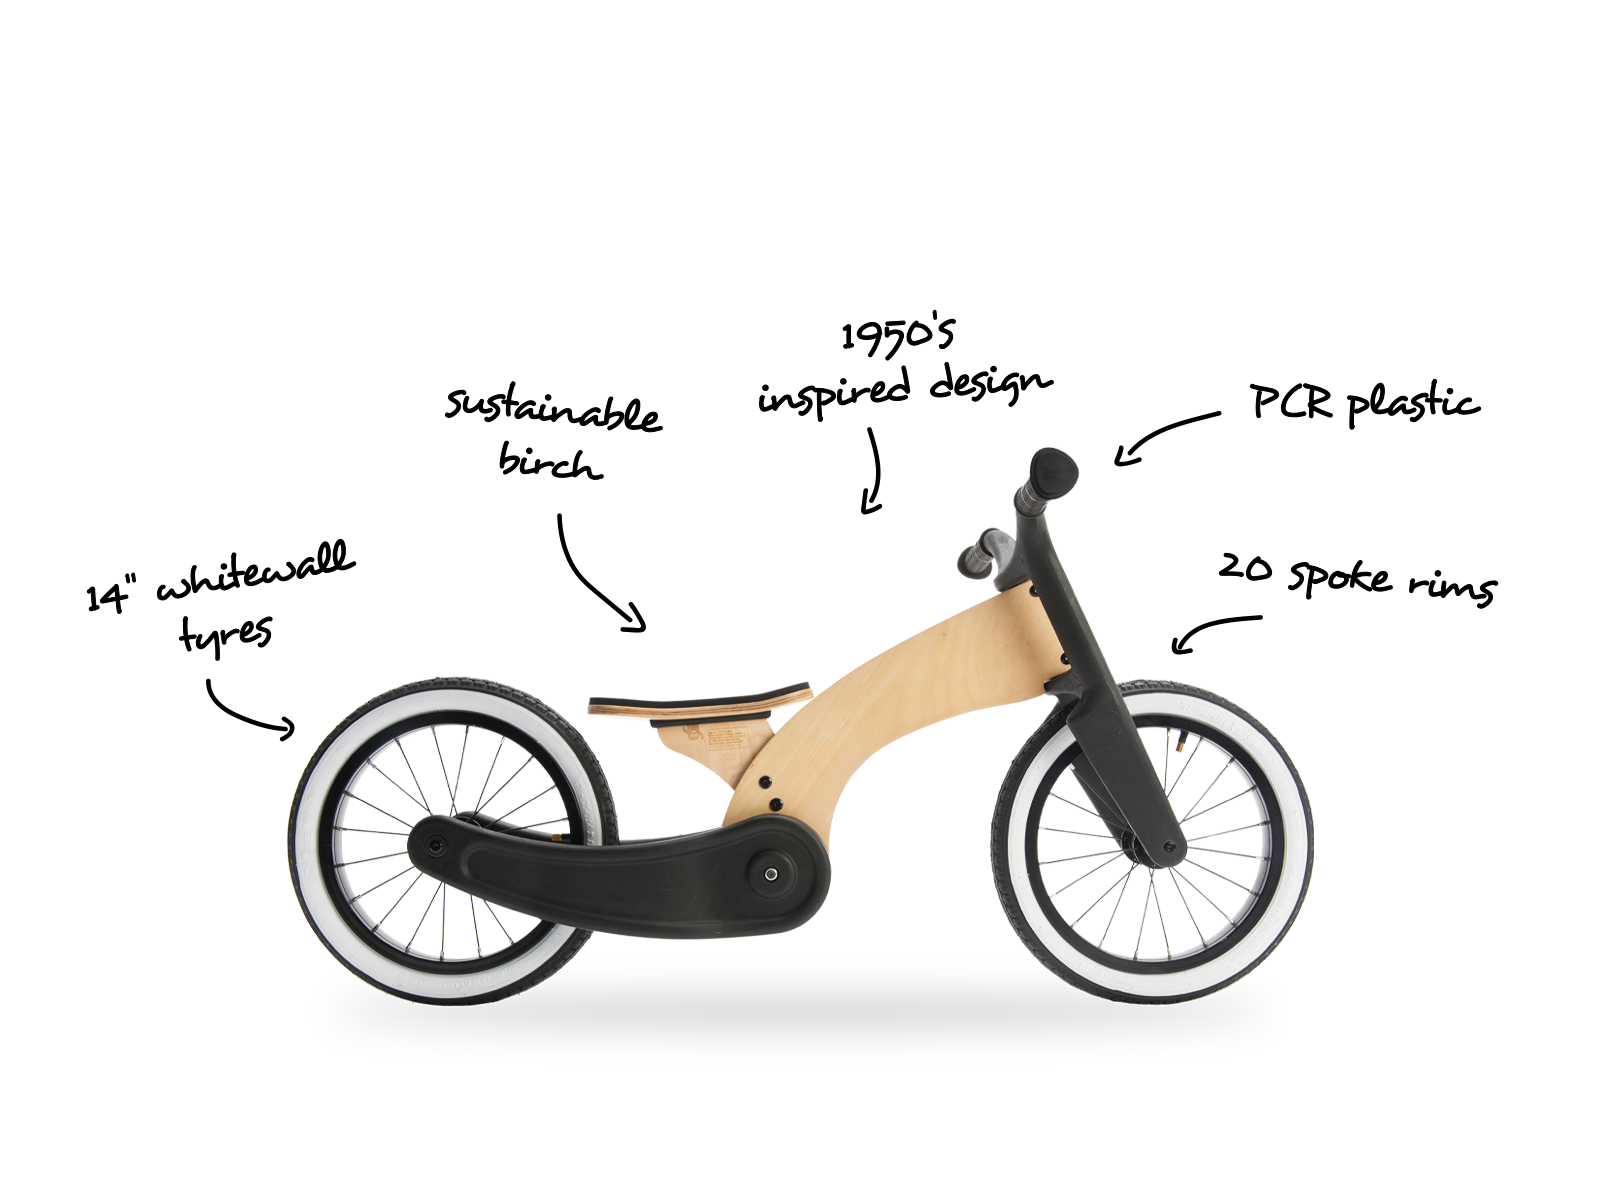 1950's
inspired design
sustainable
birch
PCR plastic
14" whitewall
tyres
20 spoke rims